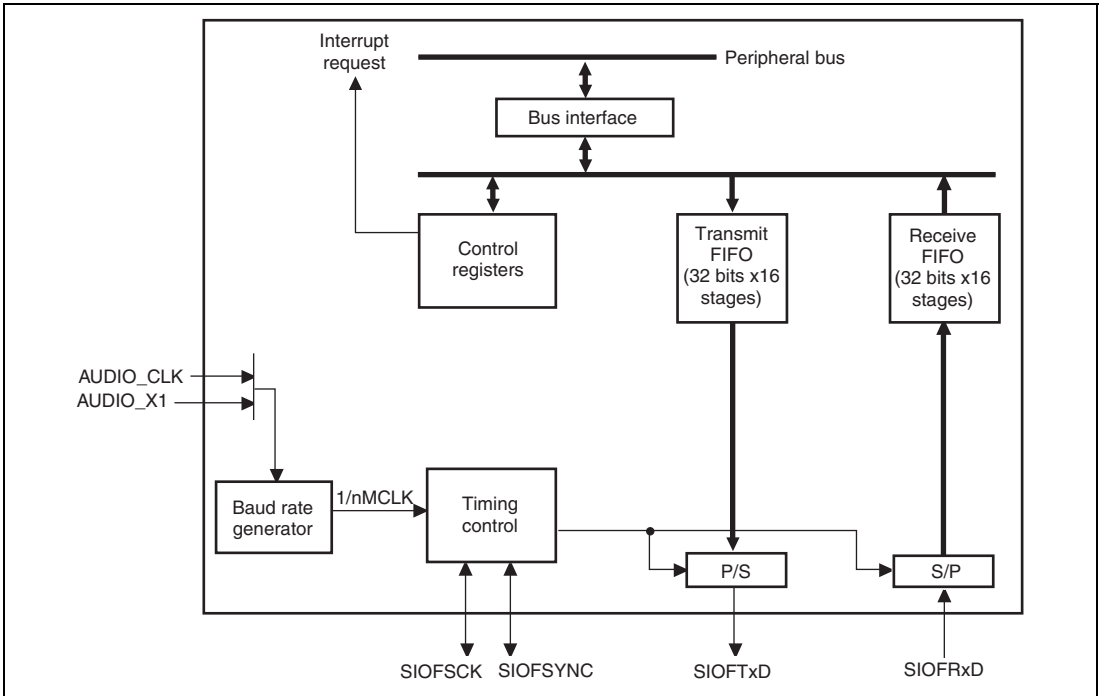 Interrupt
request
Peripheral bus
Bus interface
Control
registers
Transmit
FIFO
(32 bits x16
stages)
Receive
FIFO
(32 bits x16
stages)
AUDIO_CLK
AUDIO_X1
Baud rate
generator
1/nMCLK
Timing
control
P/S
S/P
SIOFSCK
SIOFSYNC
SIOFTxD
SIOFRxD